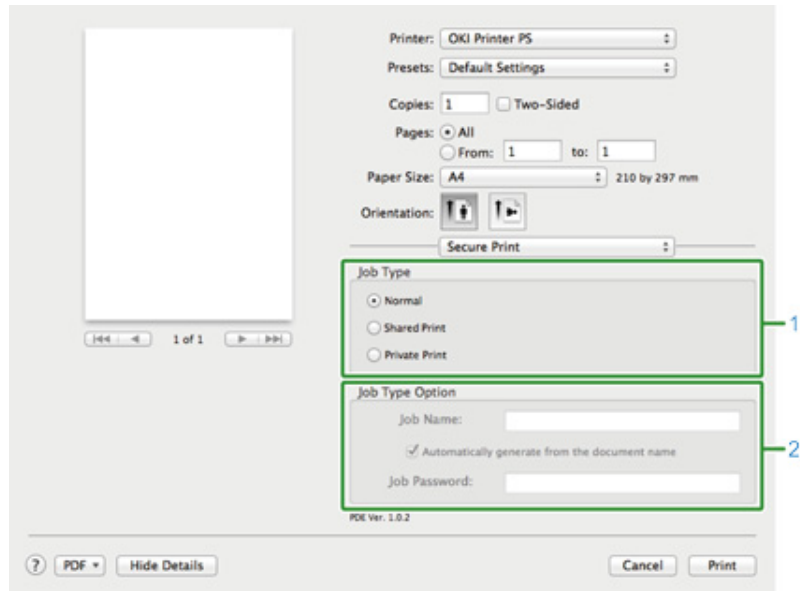 Printer: OKI Printer PS
Presets: Default Settings
Copies: 1 Two-Sided
Pages: All
From: 1 to: 1
Paper Size: A4 210 by 297 mm
Orientation:
Secure Print
Job Type
Normal
Shared Print
Private Print
1
1 of 1
Job Type Option
Job Name:
Automatically generate from the document name
Job Password:
2
PDE Ver. 1.0.2
? PDF Hide Details Cancel Print